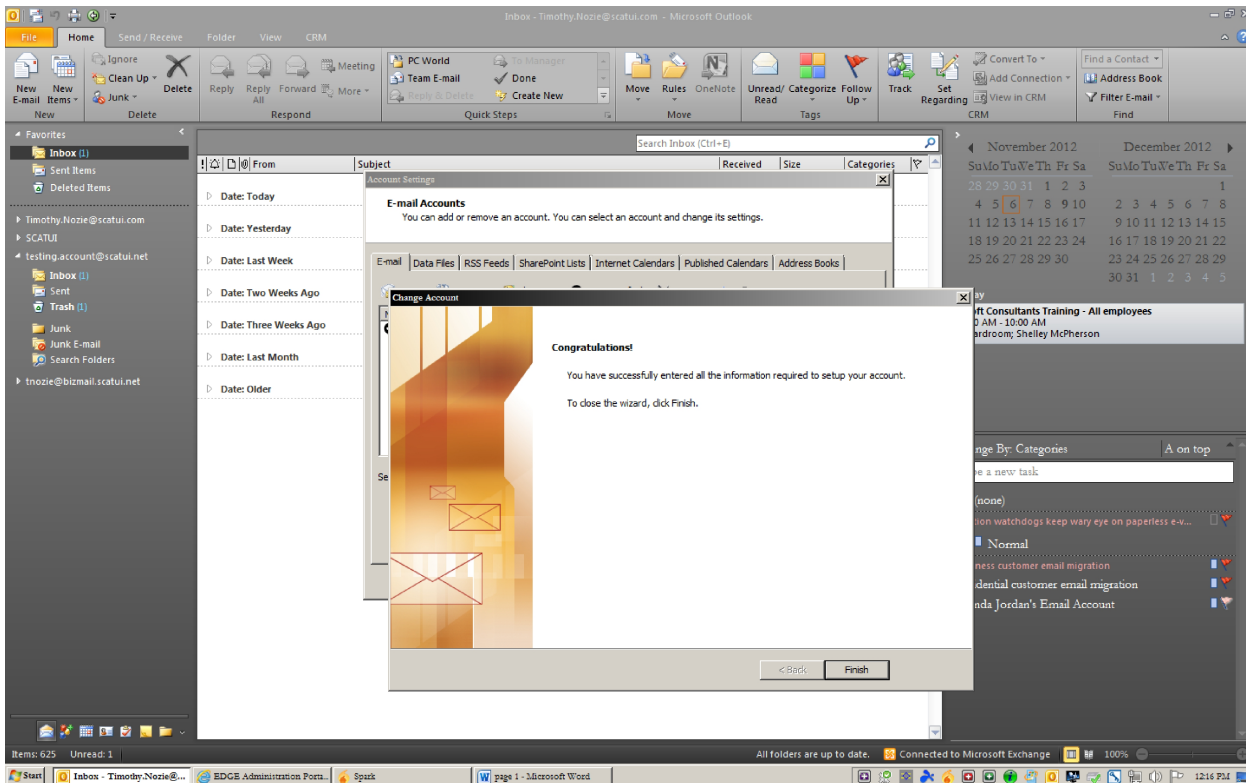 Inbox - Timothy.Nozie@scatui.com - Microsoft Outlook
File Home Send / Receive Folder View CRM
New E-mail New Items
Ignore
Clean Up
Junk
Delete
Reply Reply All Forward
Meeting
More
PC World
Team E-mail
Reply & Delete
To Manager
Done
Create New
Move Rules OneNote
Unread/ Read Categorize Follow Up
Track Set Regarding
Convert To
Add Connection
View in CRM
Find a Contact
Address Book
Filter E-mail
New Delete Respond Quick Steps Move Tags CRM Find
Favorites
Inbox (1)
Sent Items
Deleted Items
Timothy.Nozie@scatui.com
SCATUI
testing.account@scatui.net
Inbox (1)
Sent
Trash (1)
Junk
Junk E-mail
Search Folders
tnozie@bizmail.scatui.net
Search Inbox (Ctrl+E)
From Subject Received Size Categories
Date: Today
Date: Yesterday
Date: Last Week
Date: Two Weeks Ago
Date: Three Weeks Ago
Date: Last Month
Date: Older
Account Settings
E-mail Accounts
You can add or remove an account. You can select an account and change its settings.
E-mail Data Files RSS Feeds SharePoint Lists Internet Calendars Published Calendars Address Books
Change Account
Congratulations!
You have successfully entered all the information required to setup your account.
To close the wizard, click Finish.
< Back Finish
Se
November 2012 December 2012
Su Mo Tu We Th Fr Sa Su Mo Tu We Th Fr Sa
28 29 30 31 1 2 3 1
4 5 6 7 8 9 10 2 3 4 5 6 7 8
11 12 13 14 15 16 17 9 10 11 12 13 14 15
18 19 20 21 22 23 24 16 17 18 19 20 21 22
25 26 27 28 29 30 23 24 25 26 27 28 29
30 31 1 2 3 4 5
ay
oft Consultants Training - All employees
0 AM - 10:00 AM
ardroom; Shelley McPherson
nge By: Categories A on top
pe a new task
(none)
tion watchdogs keep wary eye on paperless e-v...
Normal
ness customer email migration
idential customer email migration
nda Jordan's Email Account
Items: 625 Unread: 1
All folders are up to date. Connected to Microsoft Exchange 100%
Start Inbox - Timothy.Nozie@... EDGE Administration Porta... Spark page 1 - Microsoft Word 12:16 PM